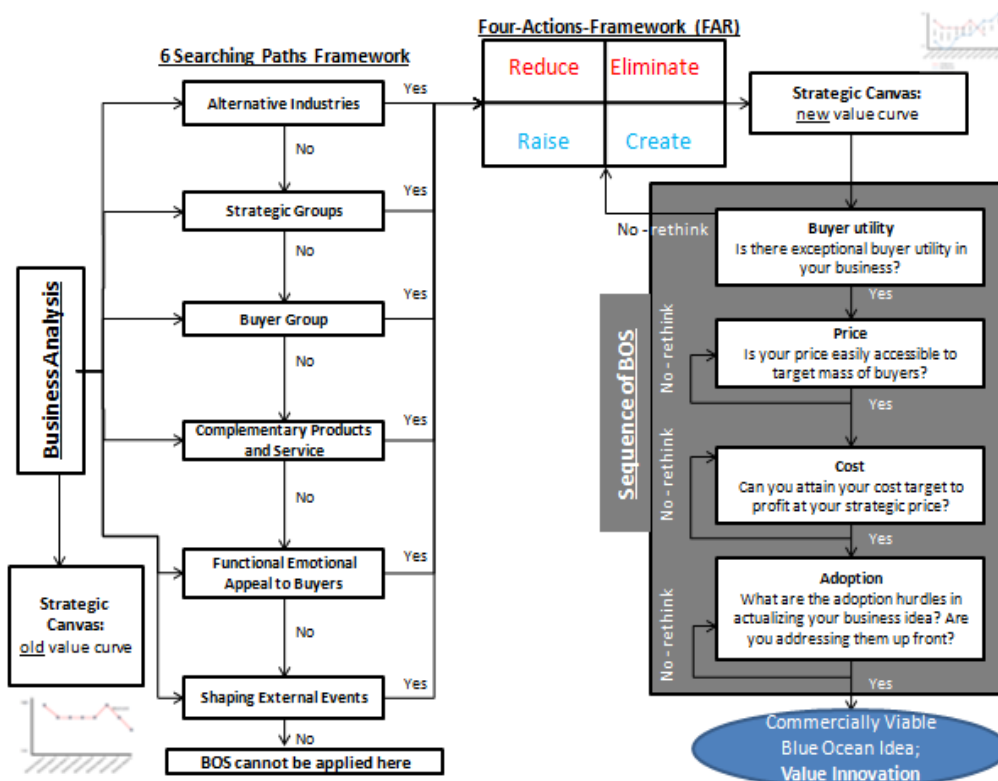 6 Searching Paths Framework
Alternative Industries
Yes
No
Strategic Groups
Yes
No
Buyer Group
Yes
No
Complementary Products
and Service
Yes
No
Functional Emotional
Appeal to Buyers
Yes
No
Shaping External Events
Yes
No
BOS cannot be applied here
Business Analysis
Strategic
Canvas:
old value curve
Four-Actions-Framework (FAR)
Reduce
Eliminate
Raise
Create
Strategic Canvas:
new value curve
Sequence of BOS
No - rethink
Buyer utility
Is there exceptional buyer utility in
your business?
Yes
No - rethink
Price
Is your price easily accessible to
target mass of buyers?
Yes
No - rethink
Cost
Can you attain your cost target to
profit at your strategic price?
Yes
No - rethink
Adoption
What are the adoption hurdles in
actualizing your business idea? Are
you addressing them up front?
Yes
Commercially Viable
Blue Ocean Idea;
Value Innovation